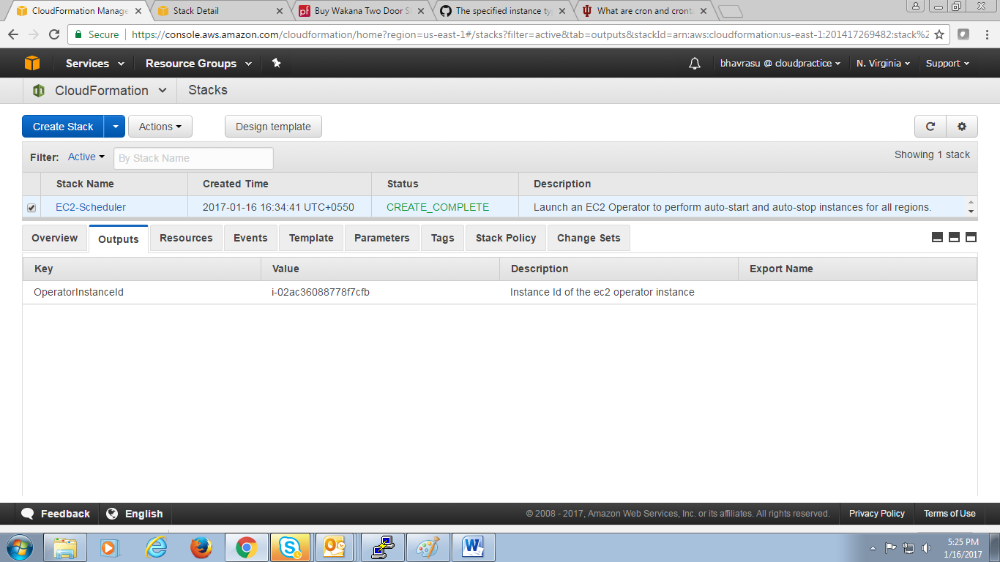 CloudFormation Manage
Stack Detail
Buy Wakana Two Door S
The specified instance ty
What are cron and cront
Secure
https://console.aws.amazon.com/cloudformation/home?region=us-east-1#/stacks?filter=active&tab=outputs&stackId=arn:aws:cloudformation:us-east-1:201417269482:stack%2
Services Resource Groups bhavrasu @ cloudpractice N. Virginia Support
CloudFormation Stacks
Create Stack Actions Design template
Filter: Active By Stack Name Showing 1 stack
Stack Name Created Time Status Description
EC2-Scheduler 2017-01-16 16:34:41 UTC+0550 CREATE_COMPLETE Launch an EC2 Operator to perform auto-start and auto-stop instances for all regions.
Overview Outputs Resources Events Template Parameters Tags Stack Policy Change Sets
Key Value Description Export Name
OperatorInstanceId i-02ac36088778f7cfb Instance Id of the ec2 operator instance
Feedback English © 2008 - 2017, Amazon Web Services, Inc. or its affiliates. All rights reserved. Privacy Policy Terms of Use
5:25 PM
1/16/2017